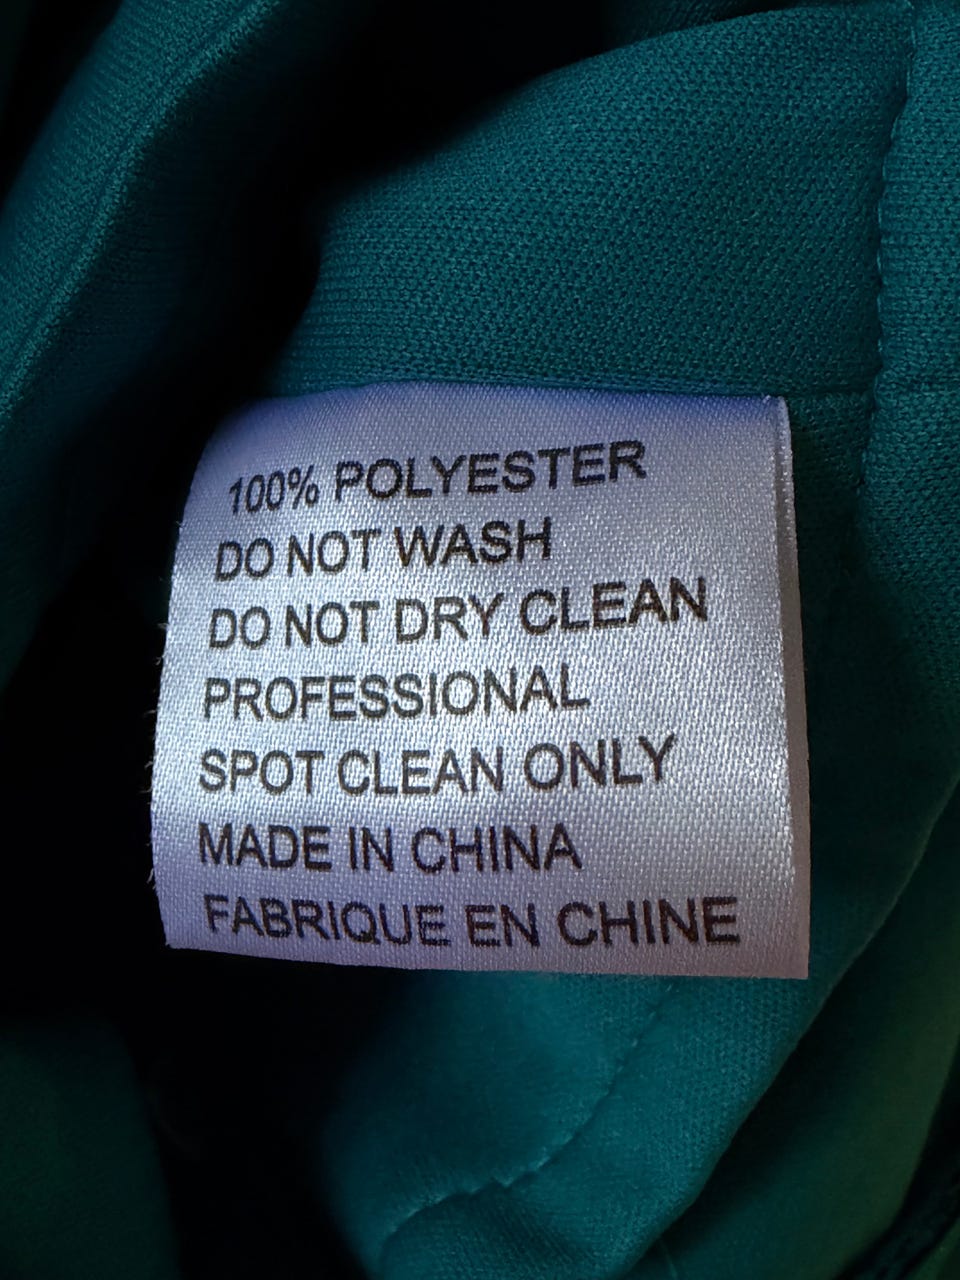 100% POLYESTER
DO NOT WASH
DO NOT DRY CLEAN
PROFESSIONAL
SPOT CLEAN ONLY
MADE IN CHINA
FABRIQUE EN CHINE